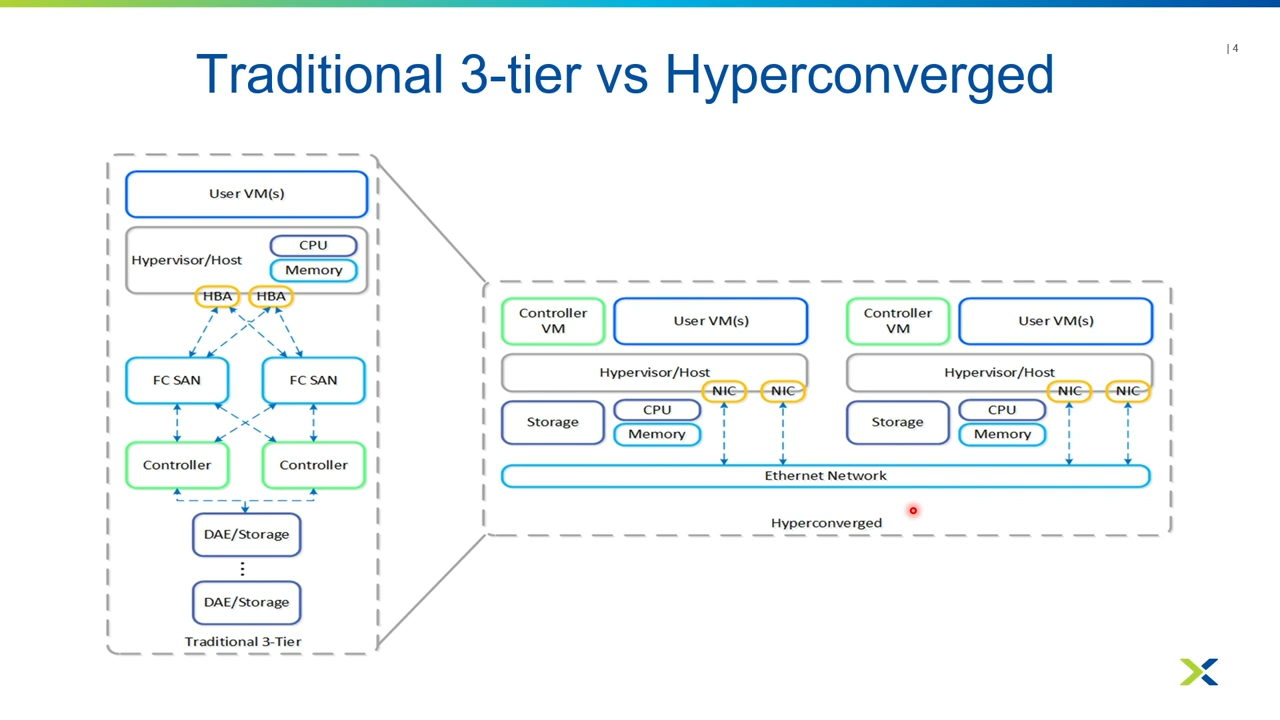 | 4
Traditional 3-tier vs Hyperconverged
User VM(s)
Hypervisor/Host
CPU
Memory
HBA
HBA
FC SAN
FC SAN
Controller
Controller
DAE/Storage
⋮
DAE/Storage
Traditional 3-Tier
Controller
VM
User VM(s)
Hypervisor/Host
NIC
NIC
Storage
CPU
Memory
Controller
VM
User VM(s)
Hypervisor/Host
NIC
NIC
Storage
CPU
Memory
Ethernet Network
Hyperconverged